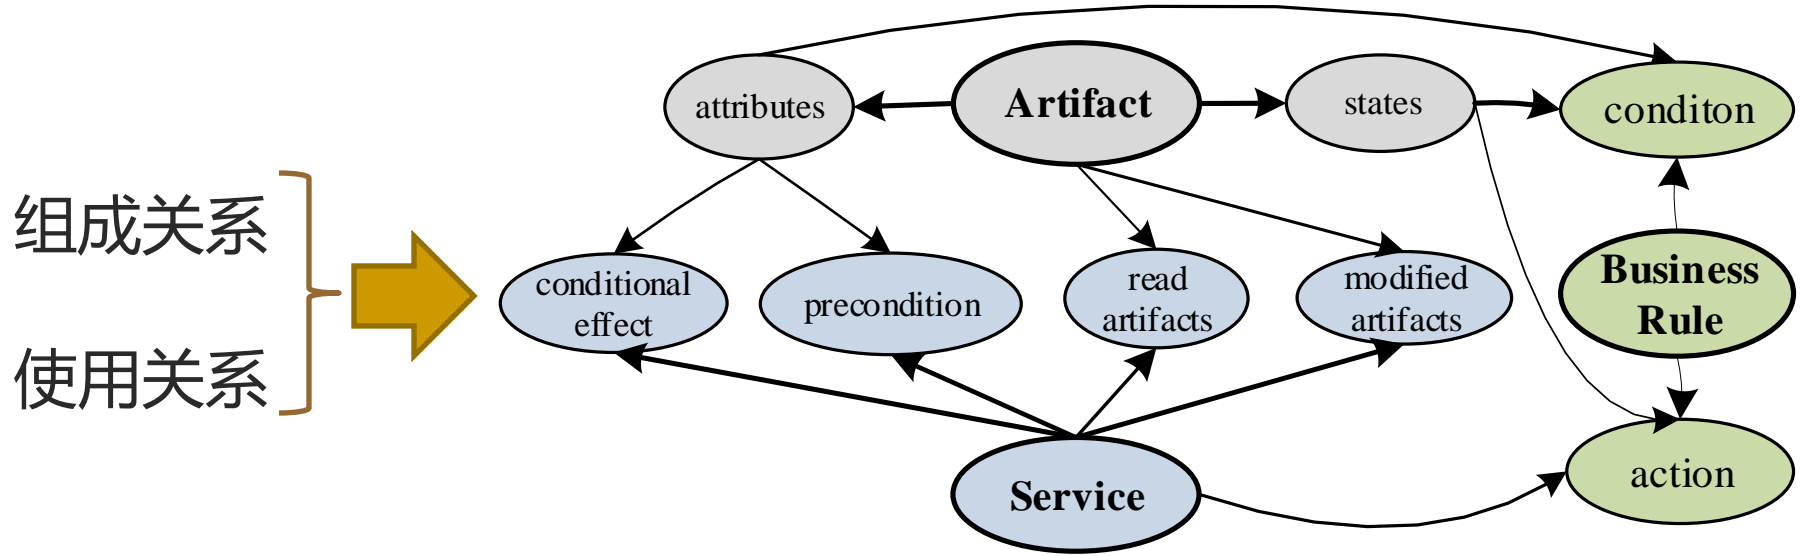 组成关系
使用关系
attributes
Artifact
states
conditon
conditional
effect
precondition
read
artifacts
modified
artifacts
Business
Rule
Service
action